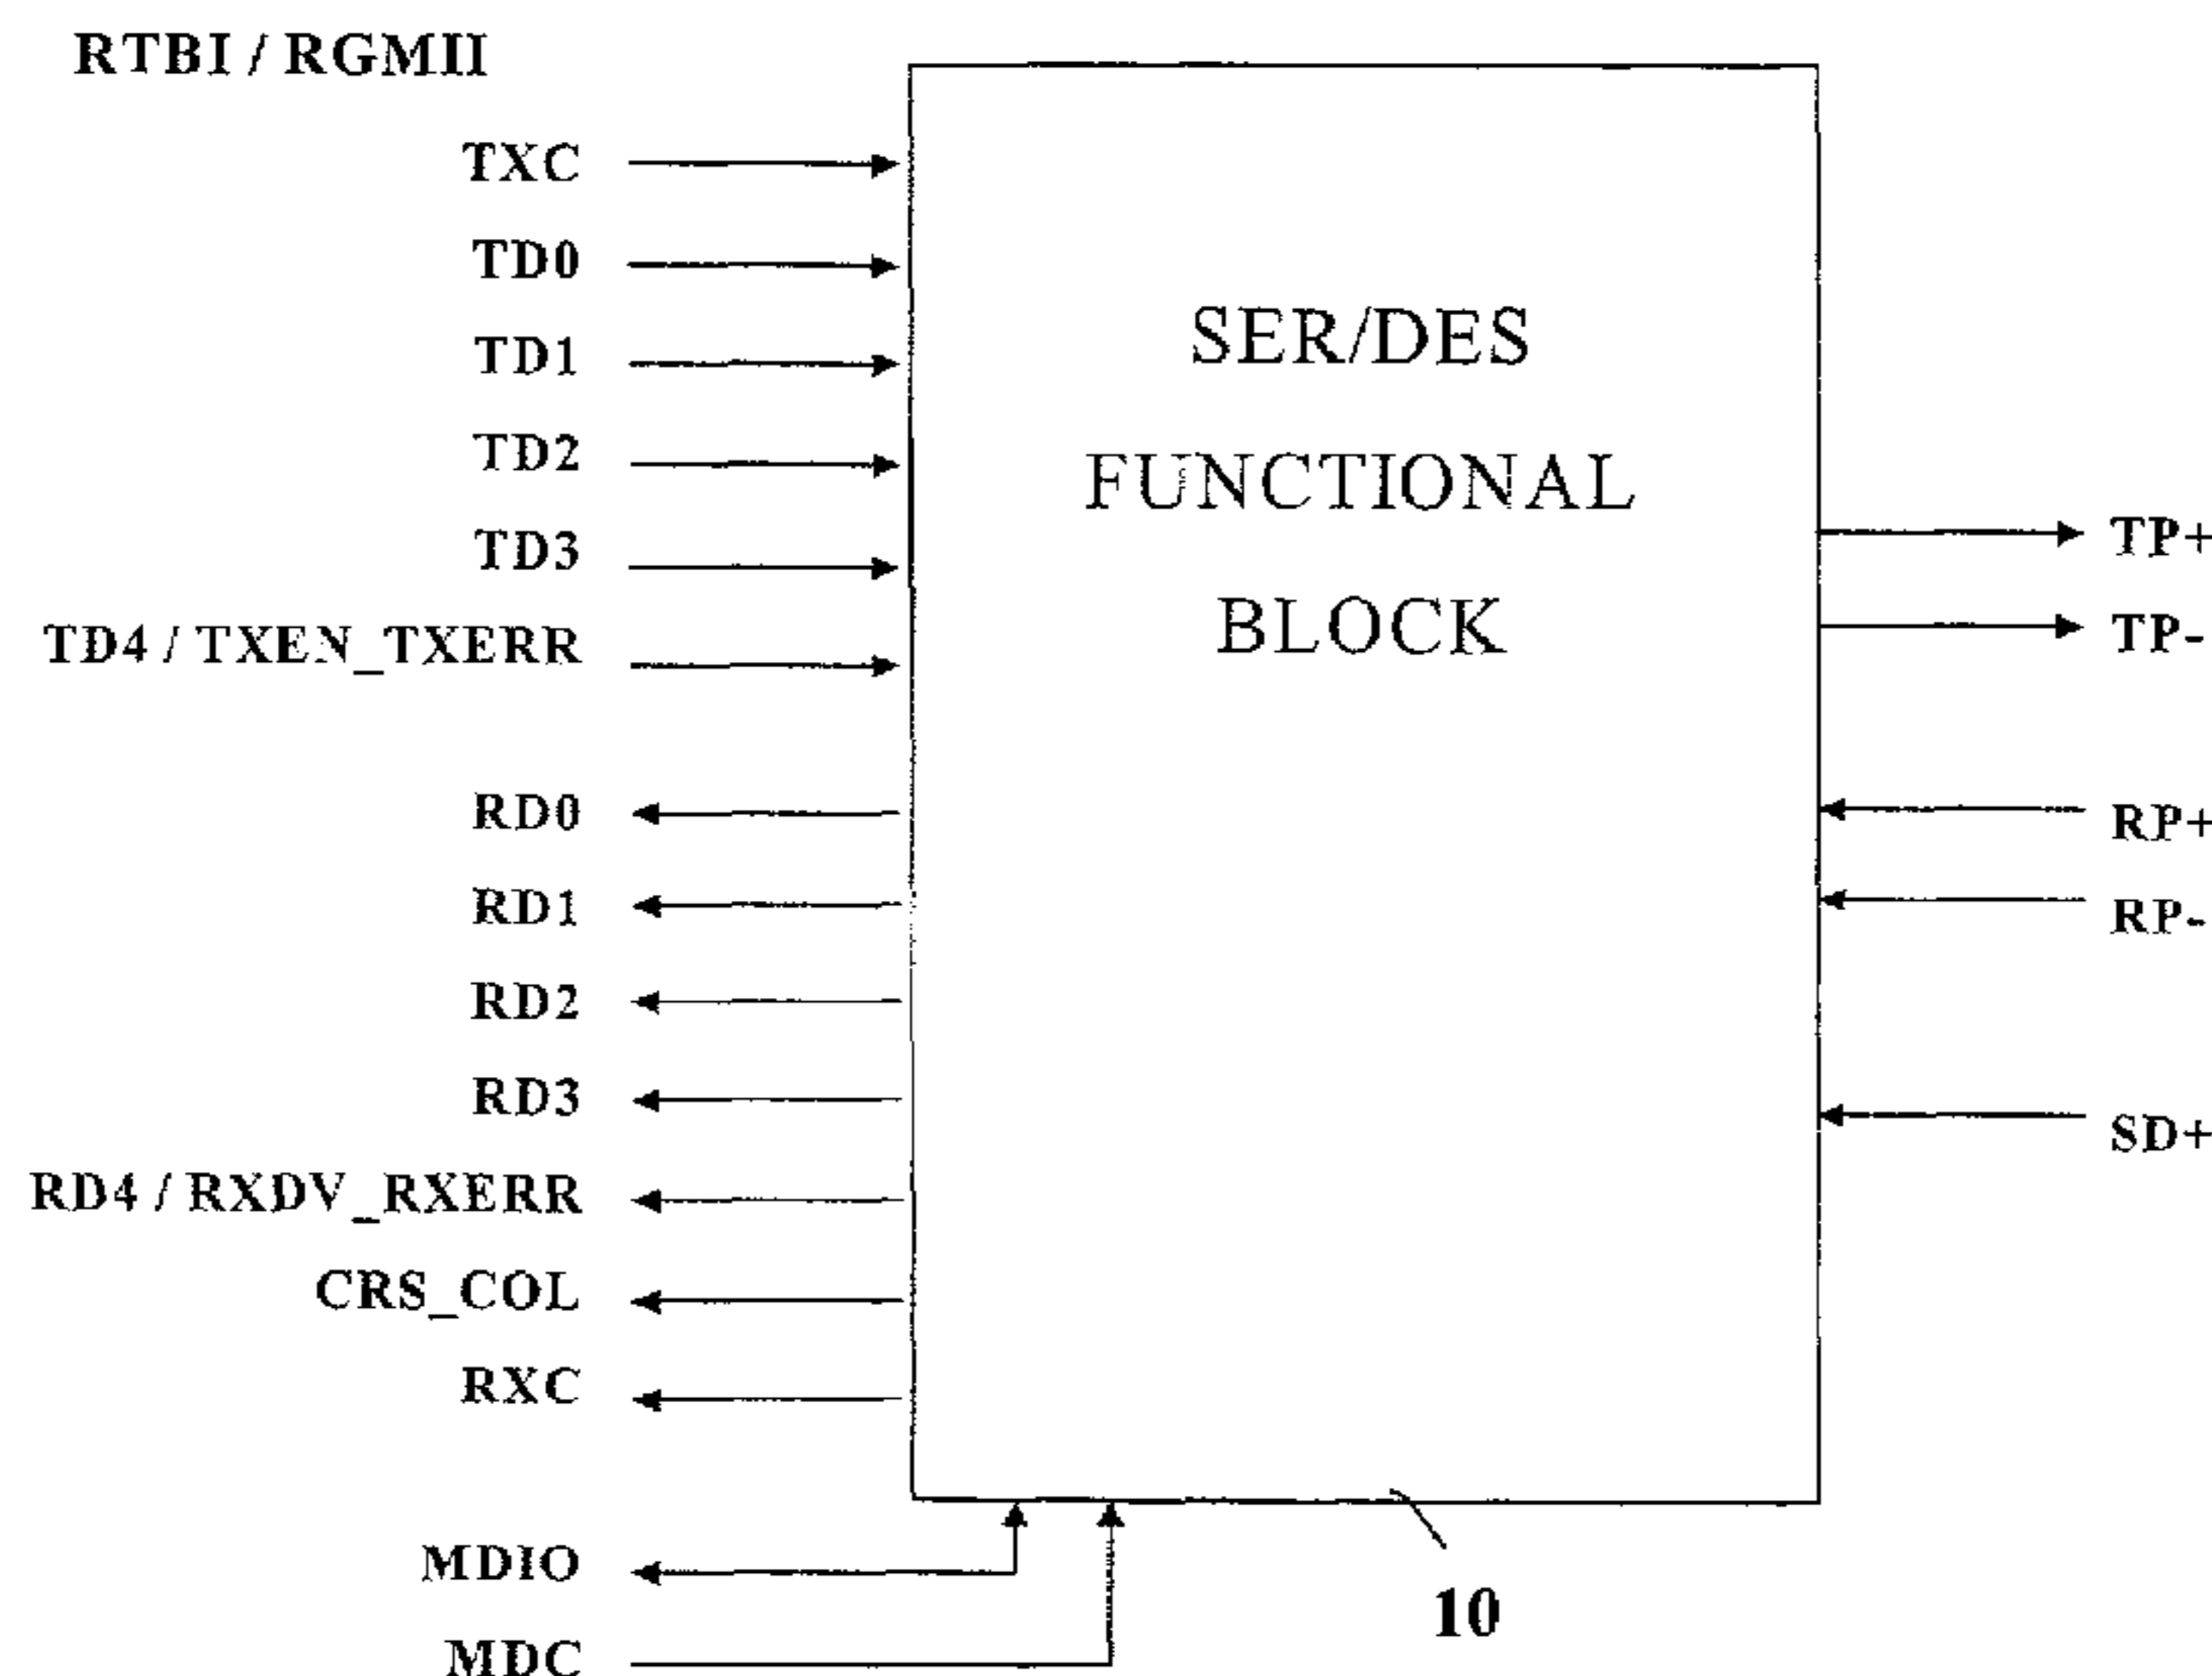 RTBI / RGMII
TXC
TD0
TD1
TD2
TD3
TD4 / TXEN_TXERR
RD0
RD1
RD2
RD3
RD4 / RXDV_RXERR
CRS_COL
RXC
MDIO
MDC
SER/DES
FUNCTIONAL
BLOCK
10
TP+
TP-
RP+
RP-
SD+